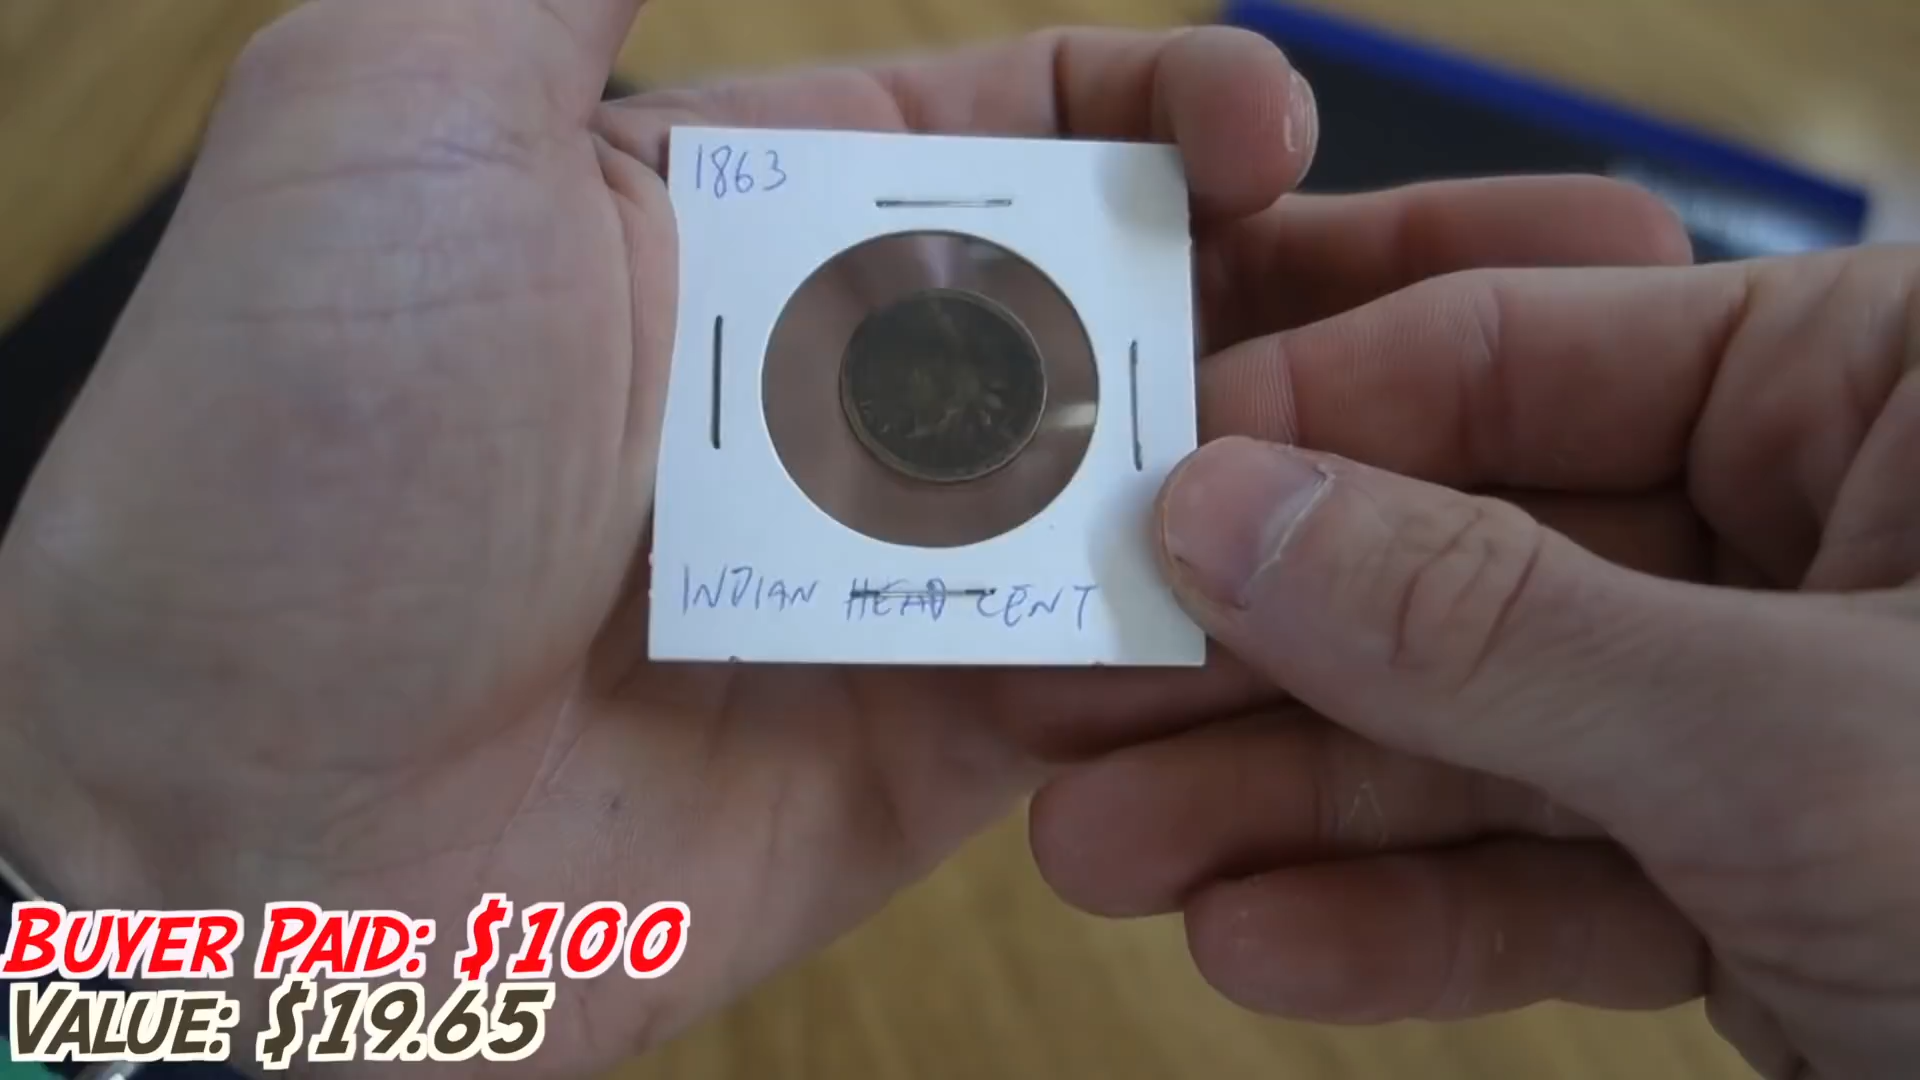 1863
INDIAN HEAD CENT
BUYER PAID: $100
VALUE: $19.65